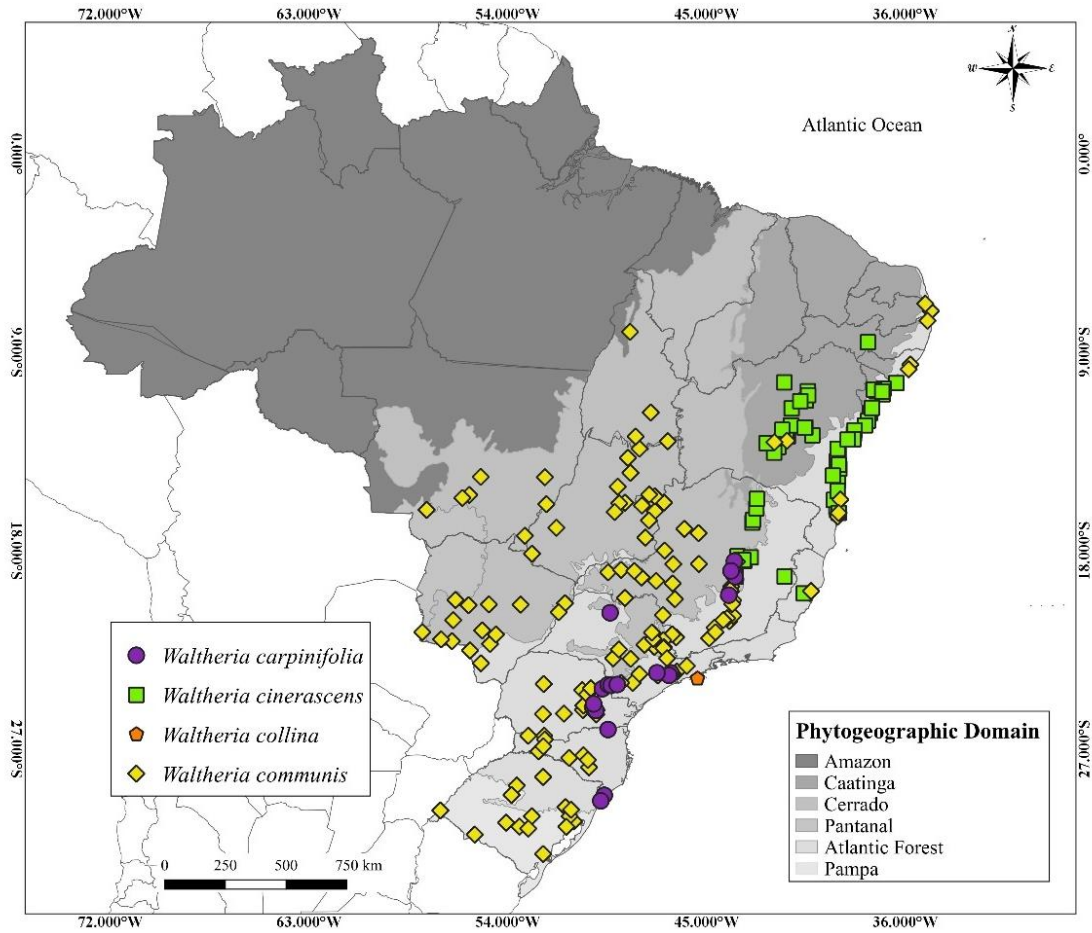 72.000°W 63.000°W 54.000°W 45.000°W 36.000°W
N
W E
S
Atlantic Ocean
0.000°
0.000°
9.000°S
9.000°S
18.000°S
18.000°S
27.000°S
27.000°S
Waltheria carpinifolia
Waltheria cinerascens
Waltheria collina
Waltheria communis
Phytogeographic Domain
Amazon
Caatinga
Cerrado
Pantanal
Atlantic Forest
Pampa
0 250 500 750 km
72.000°W 63.000°W 54.000°W 45.000°W 36.000°W